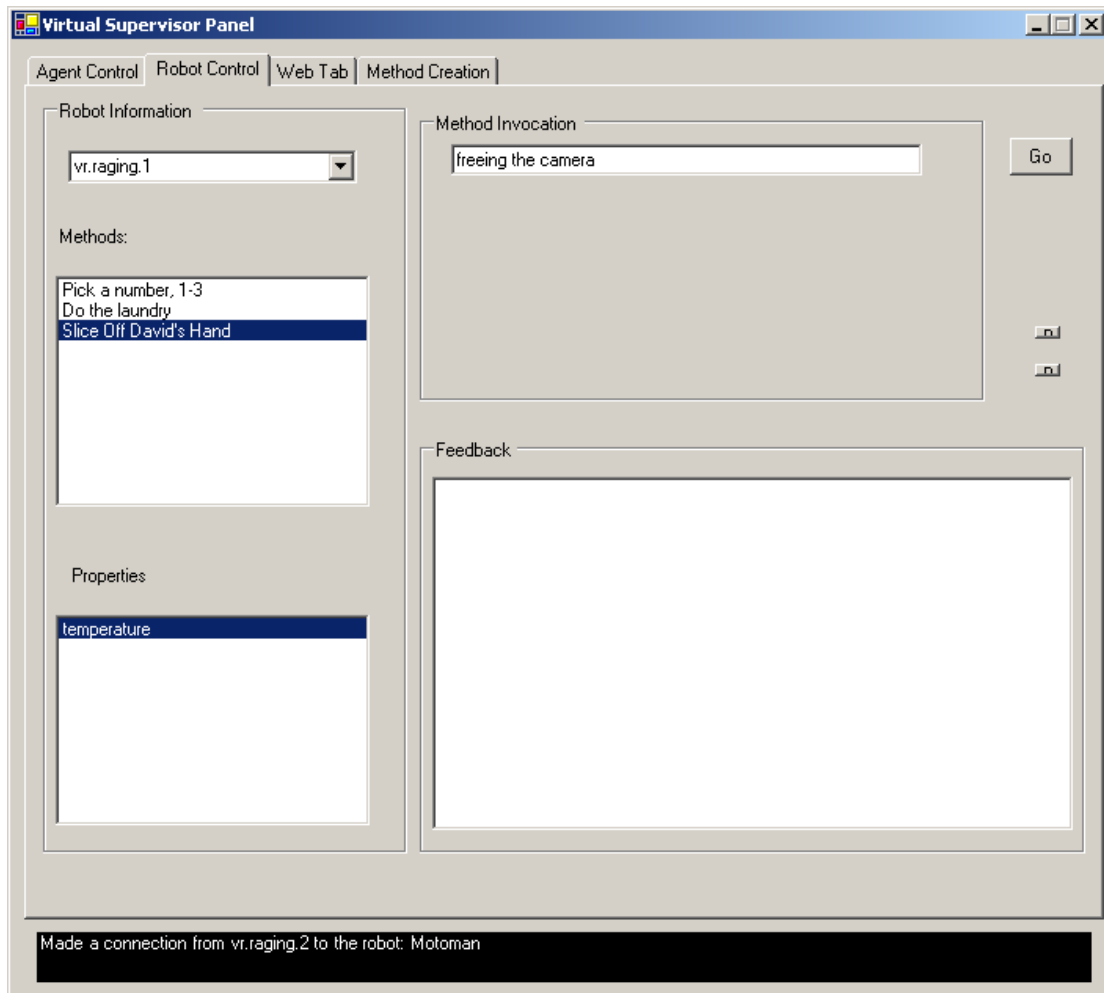 Virtual Supervisor Panel
Agent Control
Robot Control
Web Tab
Method Creation
Robot Information
vr.raging.1
Methods:
Pick a number, 1-3
Do the laundry
Slice Off David's Hand
Properties
temperature
Method Invocation
freeing the camera
Go
n
n
Feedback
Made a connection from vr.raging.2 to the robot: Motoman